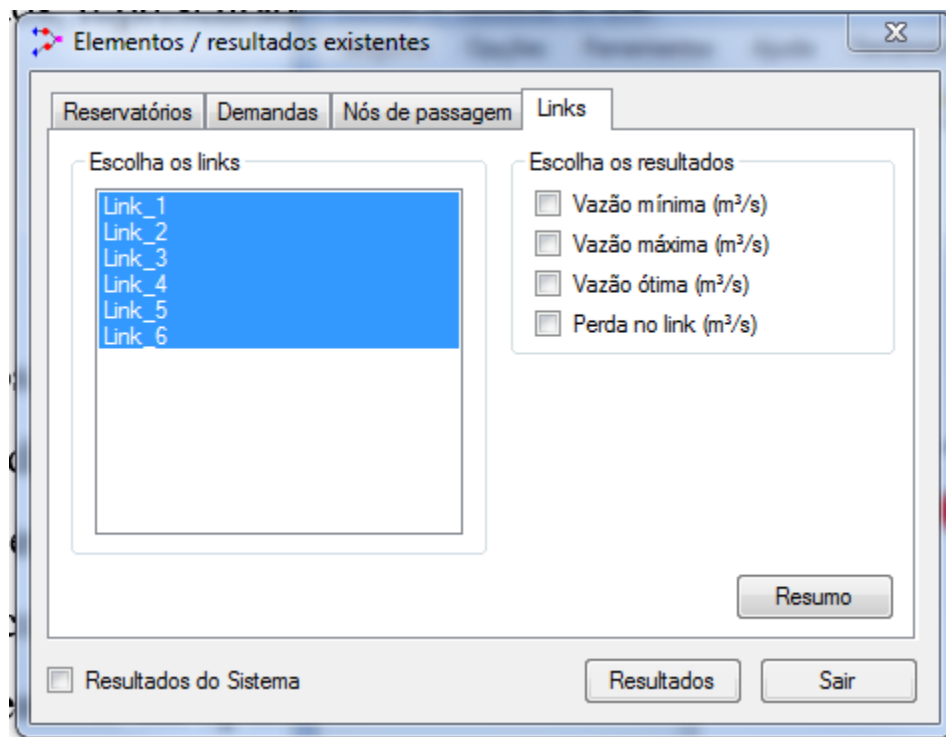 Elementos / resultados existentes
Reservatórios Demandas Nós de passagem Links
Escolha os links
Link_1
Link_2
Link_3
Link_4
Link_5
Link_6
Escolha os resultados
Vazão mínima (m³/s)
Vazão máxima (m³/s)
Vazão ótima (m³/s)
Perda no link (m³/s)
Resumo
Resultados do Sistema Resultados Sair